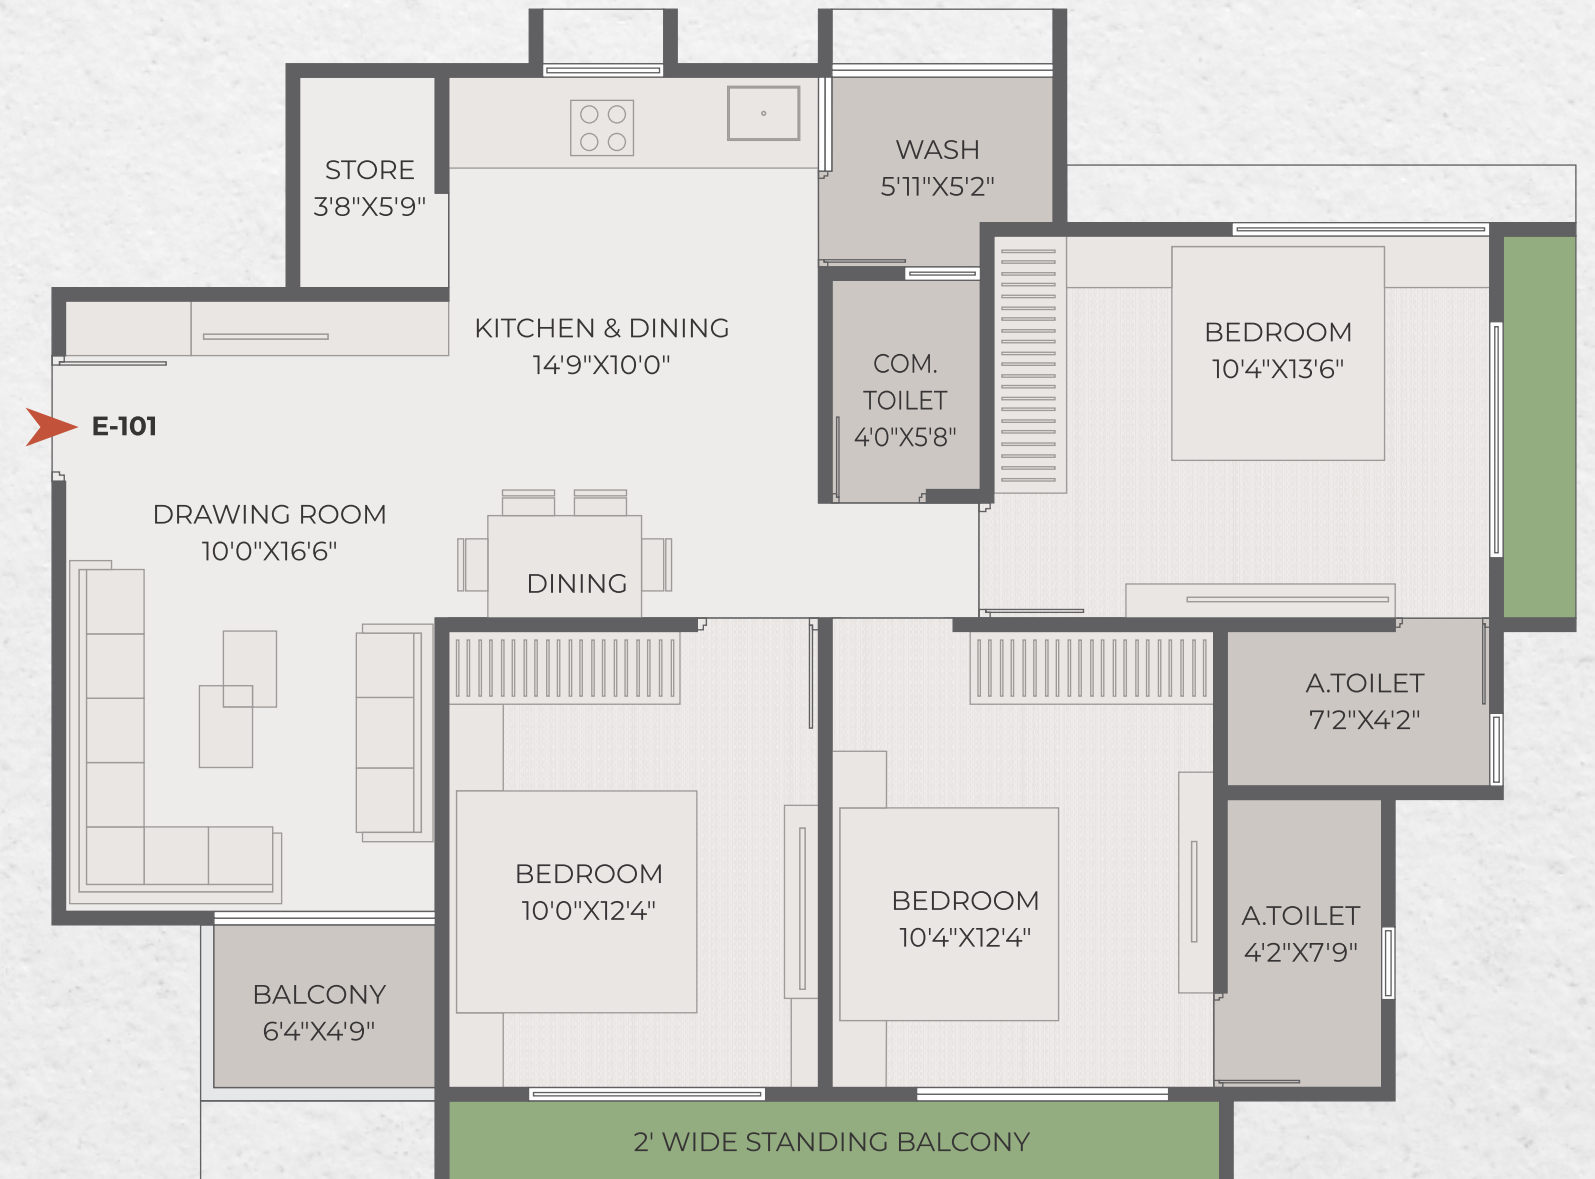 STORE
3'8"X5'9"
WASH
5'11"X5'2"
KITCHEN & DINING
14'9"X10'0"
COM.
TOILET
4'0"X5'8"
BEDROOM
10'4"X13'6"
E-101
DRAWING ROOM
10'0"X16'6"
DINING
A.TOILET
7'2"X4'2"
BEDROOM
10'0"X12'4"
BEDROOM
10'4"X12'4"
A.TOILET
4'2"X7'9"
BALCONY
6'4"X4'9"
2' WIDE STANDING BALCONY